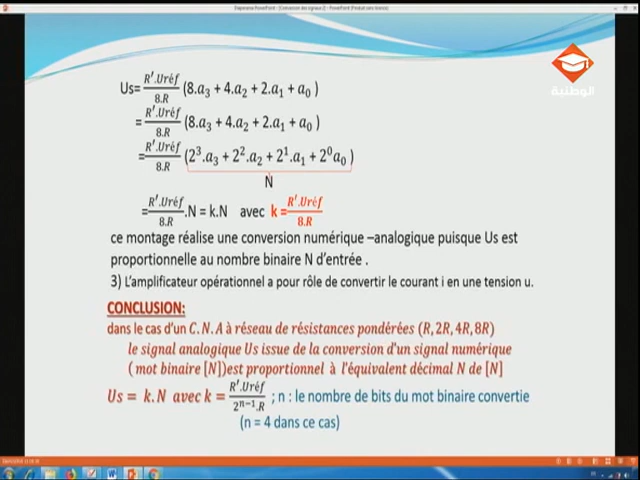 Us= R'.Uréf / 8.R (8.a₃ + 4.a₂ + 2.a₁ + a₀ )
الوطنية
= R'.Uréf / 8.R (8.a₃ + 4.a₂ + 2.a₁ + a₀)
= R'.Uréf / 8.R (2³.a₃ + 2².a₂ + 2¹.a₁ + 2⁰a₀ )
N
= R'.Uréf / 8.R .N = k.N avec k = R'.Uréf / 8.R
ce montage réalise une conversion numérique –analogique puisque Us est
proportionnelle au nombre binaire N d'entrée .
3) L'amplificateur opérationnel a pour rôle de convertir le courant i en une tension u.
CONCLUSION:
dans le cas d'un C.N.A à réseau de résistances pondérées (R,2R,4R,8R)
le signal analogique Us issue de la conversion d'un signal numérique
( mot binaire [N])est proportionnel à l'équivalent décimal N de [N]
Us = k.N avec k = R'.Uréf / 2ⁿ⁻¹.R ; n : le nombre de bits du mot binaire convertie
(n = 4 dans ce cas)